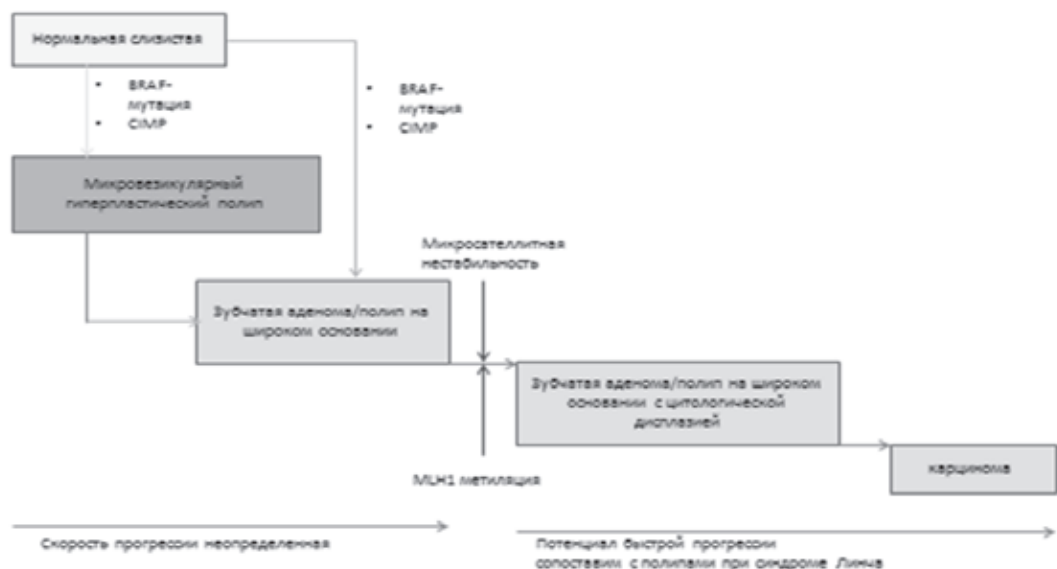 Нормальная слизистая
• BRAF-
мутация
• CIMP
• BRAF-
мутация
• CIMP
Микровезикулярный
гиперпластический полип
Микросателлитная
нестабильность
Зубчатая аденома/полип на
широком основании
Зубчатая аденома/полип на широком
основании с цитологической
дисплазией
карцинома
MLH1 метиляция
Скорость прогрессии неопределенная
Потенциал быстрой прогрессии
сопоставим с полипами при синдроме Линча